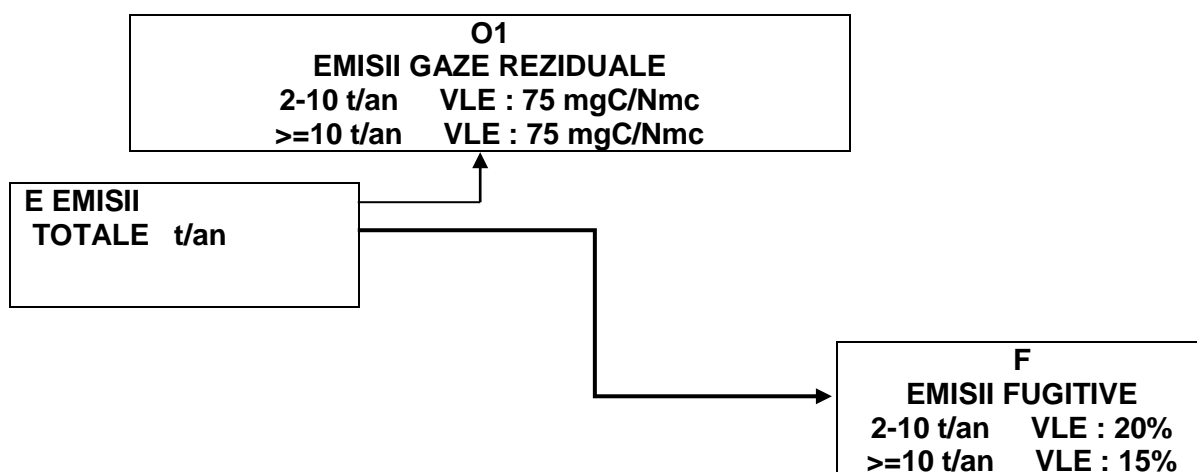 O1
EMISII GAZE REZIDUALE
2-10 t/an VLE : 75 mgC/Nmc
>=10 t/an VLE : 75 mgC/Nmc
E EMISII
TOTALE t/an
F
EMISII FUGITIVE
2-10 t/an VLE : 20%
>=10 t/an VLE : 15%